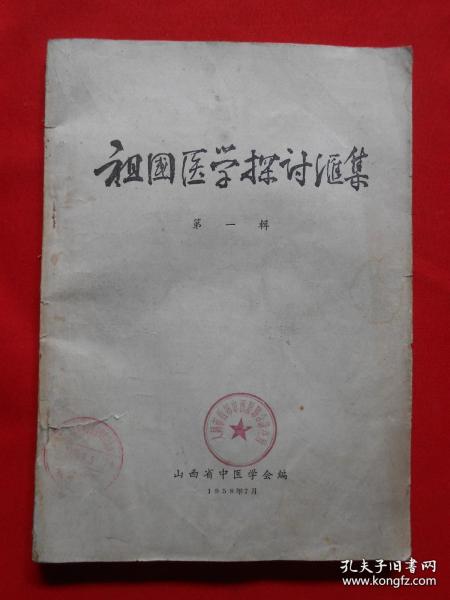 祖國医学探討滙集
第一辑
山西省中医学会編
1958年7月
孔夫子旧书网
www.kongfz.com